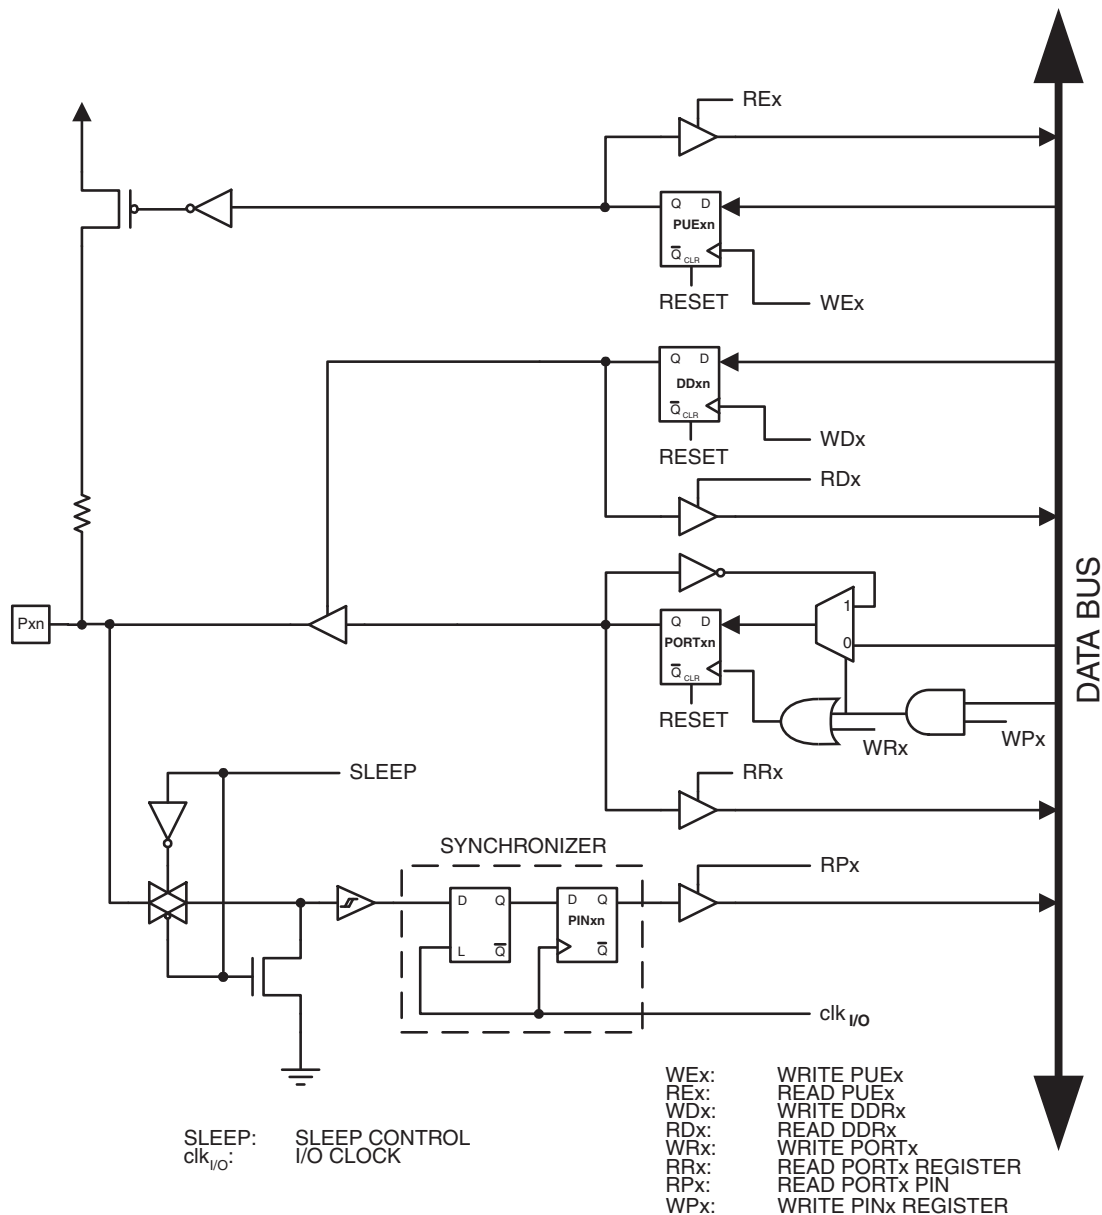 REx
Q D
PUExn
Q CLR
RESET
WEx
Q D
DDxn
Q CLR
RESET
WDx
RDx
DATA BUS
1
Pxn
Q D
PORTxn
0
Q CLR
RESET
WRx
WPx
RRx
SLEEP
SYNCHRONIZER
RPx
D Q
D Q
PINxn
L Q
Q
clk I/O
WEx: WRITE PUEx
REx: READ PUEx
WDx: WRITE DDRx
RDx: READ DDRx
WRx: WRITE PORTx
RRx: READ PORTx REGISTER
RPx: READ PORTx PIN
WPx: WRITE PINx REGISTER
SLEEP: SLEEP CONTROL
clkI/O: I/O CLOCK